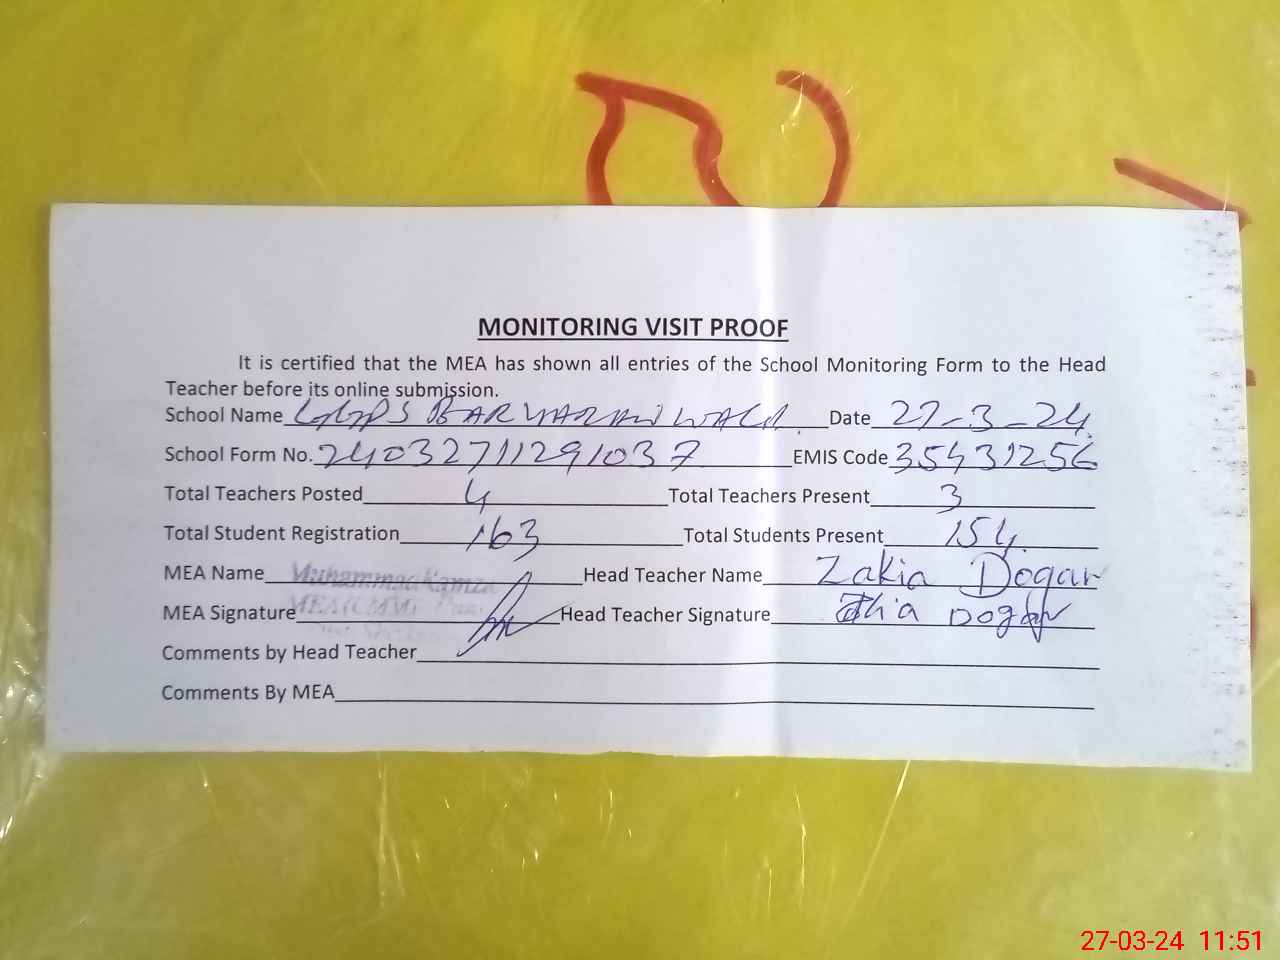 MONITORING VISIT PROOF
It is certified that the MEA has shown all entries of the School Monitoring Form to the Head
Teacher before its online submission.
School Name Date 27-3-24
School Form No. 24032711291037 EMIS Code 35431256
Total Teachers Posted 4 Total Teachers Present 3
Total Student Registration 163 Total Students Present 154
MEA Name Muhammad Head Teacher Name Zakia Dogar
MEA Signature Head Teacher Signature Dogar
Comments by Head Teacher
Comments By MEA
27-03-24 11:51